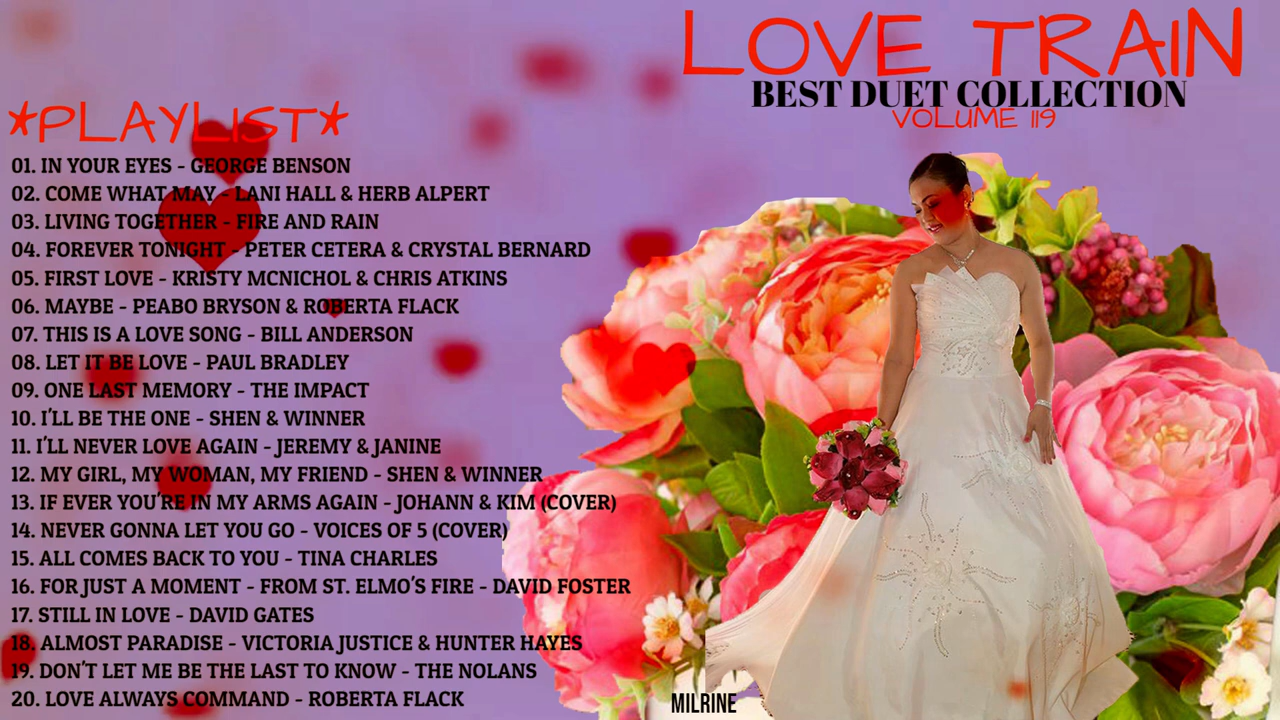 LOVE TRAIN
BEST DUET COLLECTION
VOLUME 119
*PLAYLIST*
01. IN YOUR EYES - GEORGE BENSON
02. COME WHAT MAY - LANI HALL & HERB ALPERT
03. LIVING TOGETHER - FIRE AND RAIN
04. FOREVER TONIGHT - PETER CETERA & CRYSTAL BERNARD
05. FIRST LOVE - KRISTY MCNICHOL & CHRIS ATKINS
06. MAYBE - PEABO BRYSON & ROBERTA FLACK
07. THIS IS A LOVE SONG - BILL ANDERSON
08. LET IT BE LOVE - PAUL BRADLEY
09. ONE LAST MEMORY - THE IMPACT
10. I'LL BE THE ONE - SHEN & WINNER
11. I'LL NEVER LOVE AGAIN - JEREMY & JANINE
12. MY GIRL, MY WOMAN, MY FRIEND - SHEN & WINNER
13. IF EVER YOU'RE IN MY ARMS AGAIN - JOHANN & KIM (COVER)
14. NEVER GONNA LET YOU GO - VOICES OF 5 (COVER)
15. ALL COMES BACK TO YOU - TINA CHARLES
16. FOR JUST A MOMENT - FROM ST. ELMO'S FIRE - DAVID FOSTER
17. STILL IN LOVE - DAVID GATES
18. ALMOST PARADISE - VICTORIA JUSTICE & HUNTER HAYES
19. DON'T LET ME BE THE LAST TO KNOW - THE NOLANS
20. LOVE ALWAYS COMMAND - ROBERTA FLACK
MILRINE